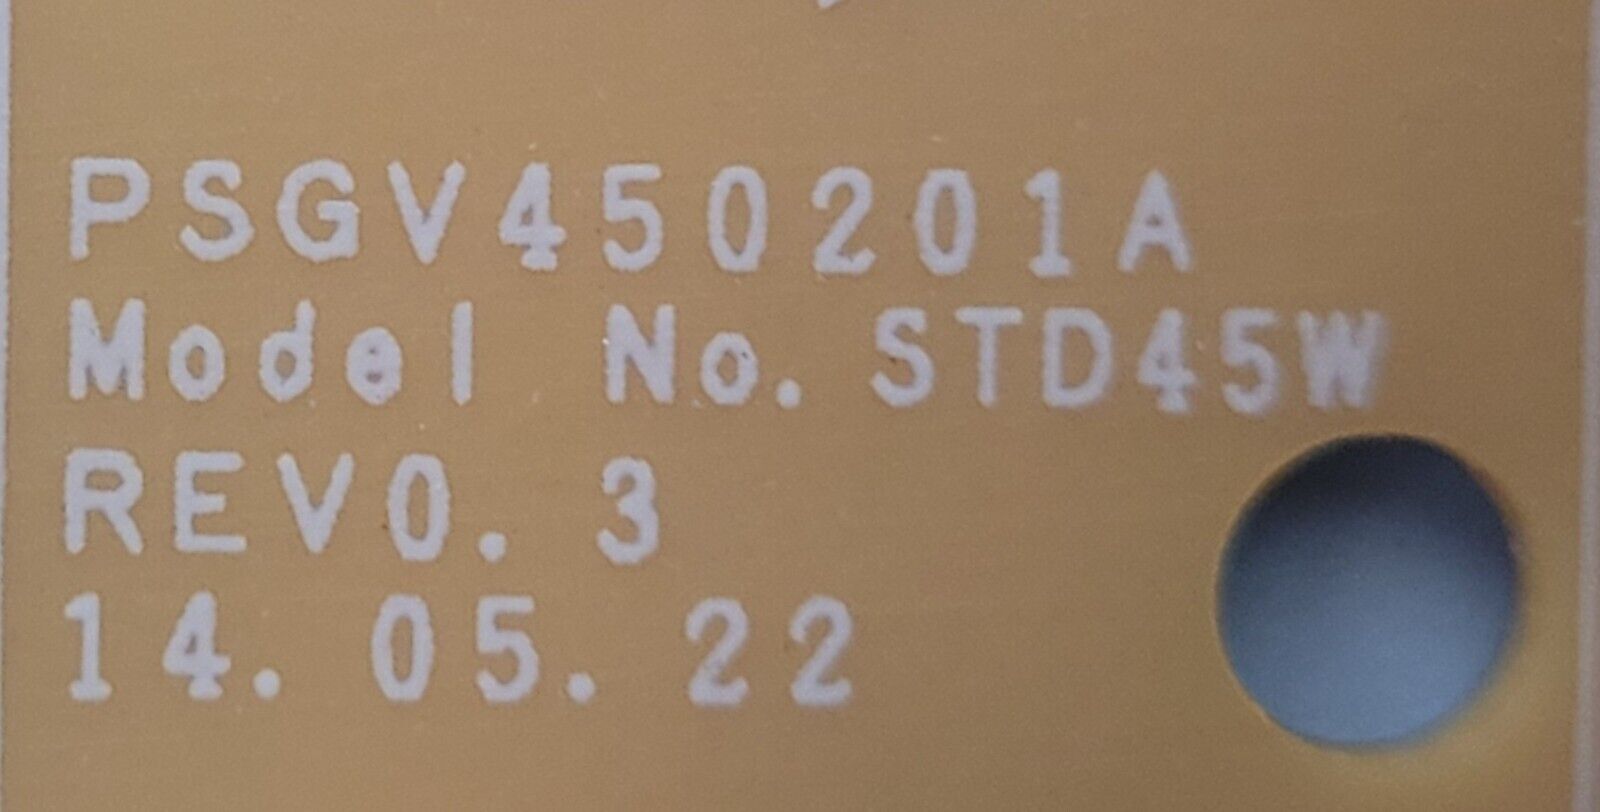 PSGV450201A
Model No. STD45W
REV0. 3
14. 05. 22